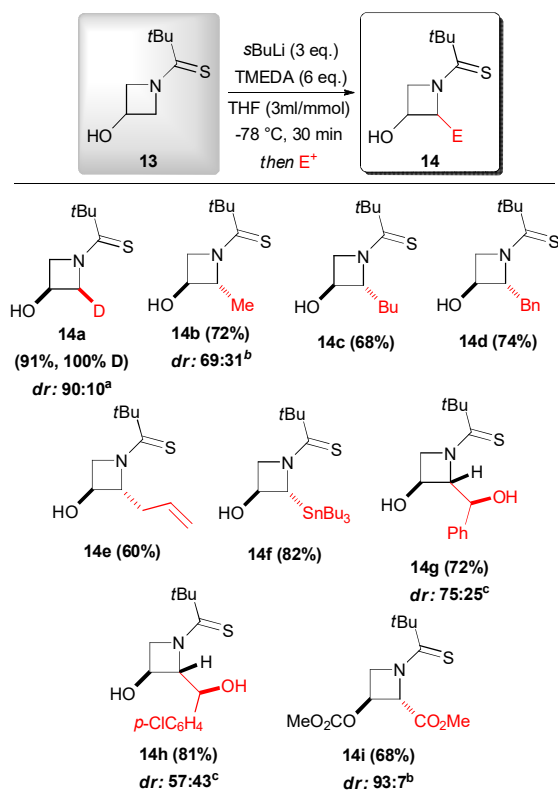 tBu
N
S
HO
13
sBuLi (3 eq.)
TMEDA (6 eq.)
THF (3ml/mmol)
-78 °C, 30 min
then E+
tBu
N
S
HO
E
14
tBu
N
S
HO
D
14a
(91%, 100% D)
dr: 90:10a
tBu
N
S
HO
Me
14b (72%)
dr: 69:31b
tBu
N
S
HO
Bu
14c (68%)
tBu
N
S
HO
Bn
14d (74%)
tBu
N
S
HO
14e (60%)
tBu
N
S
HO
SnBu3
14f (82%)
tBu
N
S
H
HO
OH
Ph
14g (72%)
dr: 75:25c
tBu
N
S
H
HO
OH
p-ClC6H4
14h (81%)
dr: 57:43c
tBu
N
S
MeO2CO
CO2Me
14i (68%)
dr: 93:7b